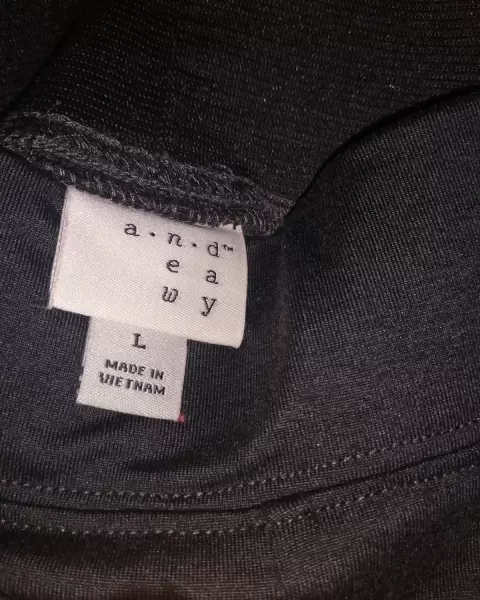 a.n.d™
e a
w y
L
MADE IN
VIETNAM